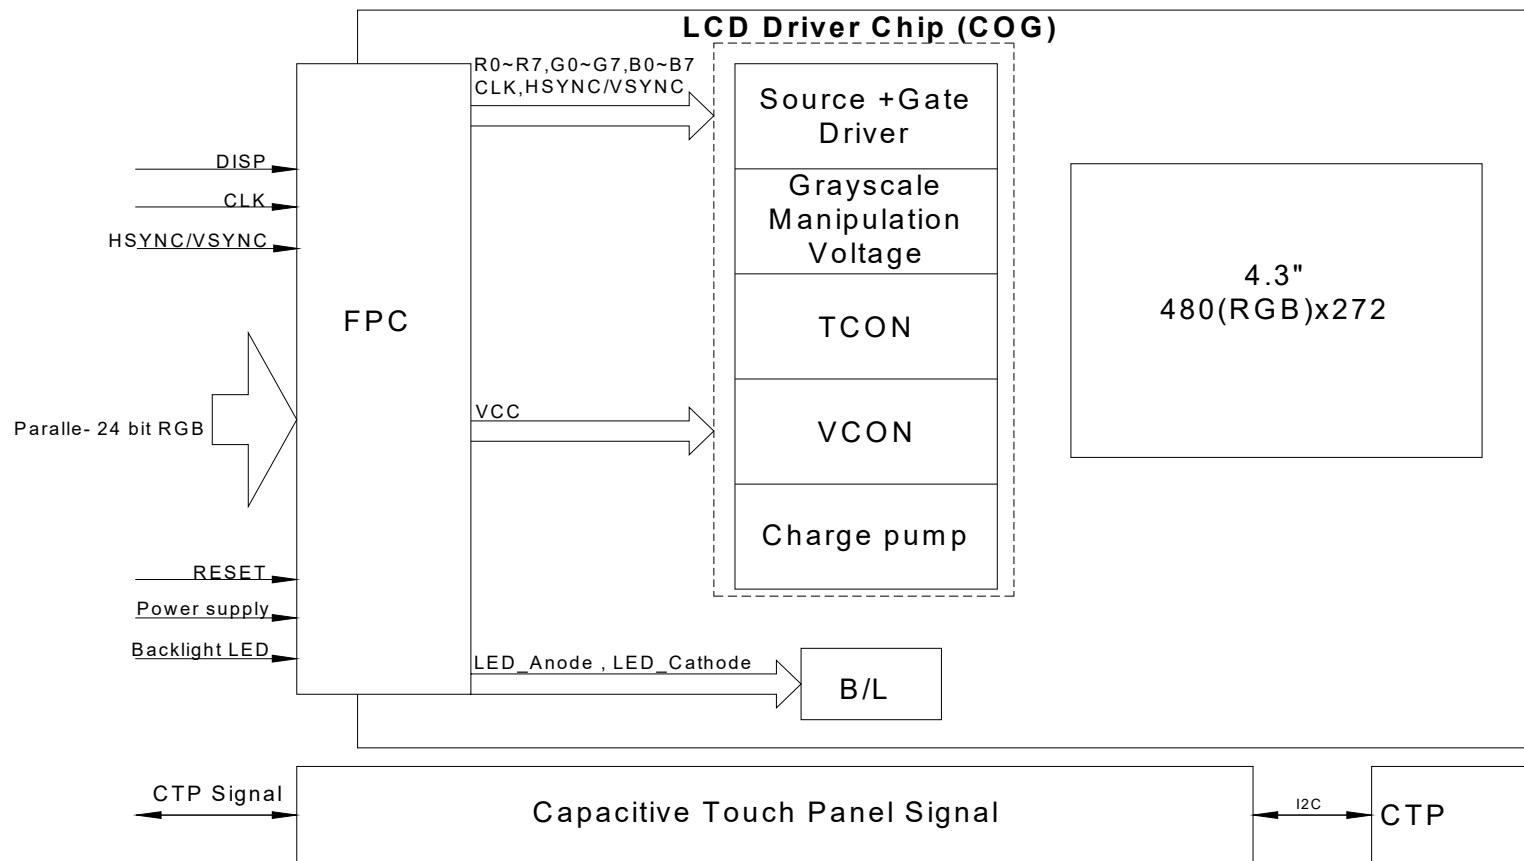 LCD Driver Chip (COG)
R0~R7,G0~G7,B0~B7
CLK,HSYNC/VSYNC
Source +Gate
Driver
DISP
CLK
HSYNC/VSYNC
Grayscale
Manipulation
Voltage
4.3"
480(RGB)x272
FPC
TCON
Paralle- 24 bit RGB
VCC
VCON
Charge pump
RESET
Power supply
Backlight LED
LED_Anode , LED_Cathode
B/L
CTP Signal
Capacitive Touch Panel Signal
I2C
CTP